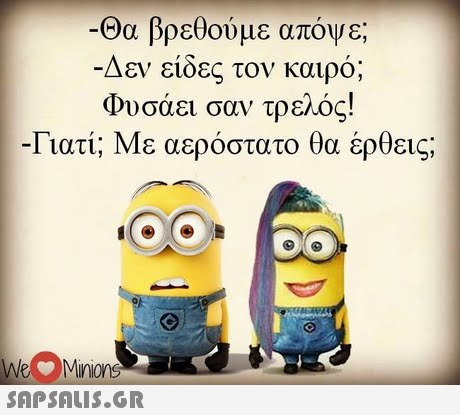 -Θα βρεθούμε απόψε;
-Δεν είδες τον καιρό;
Φυσάει σαν τρελός!
-Γιατί; Με αερόστατο θα έρθεις;
We Minions
SAPSALIS.GR